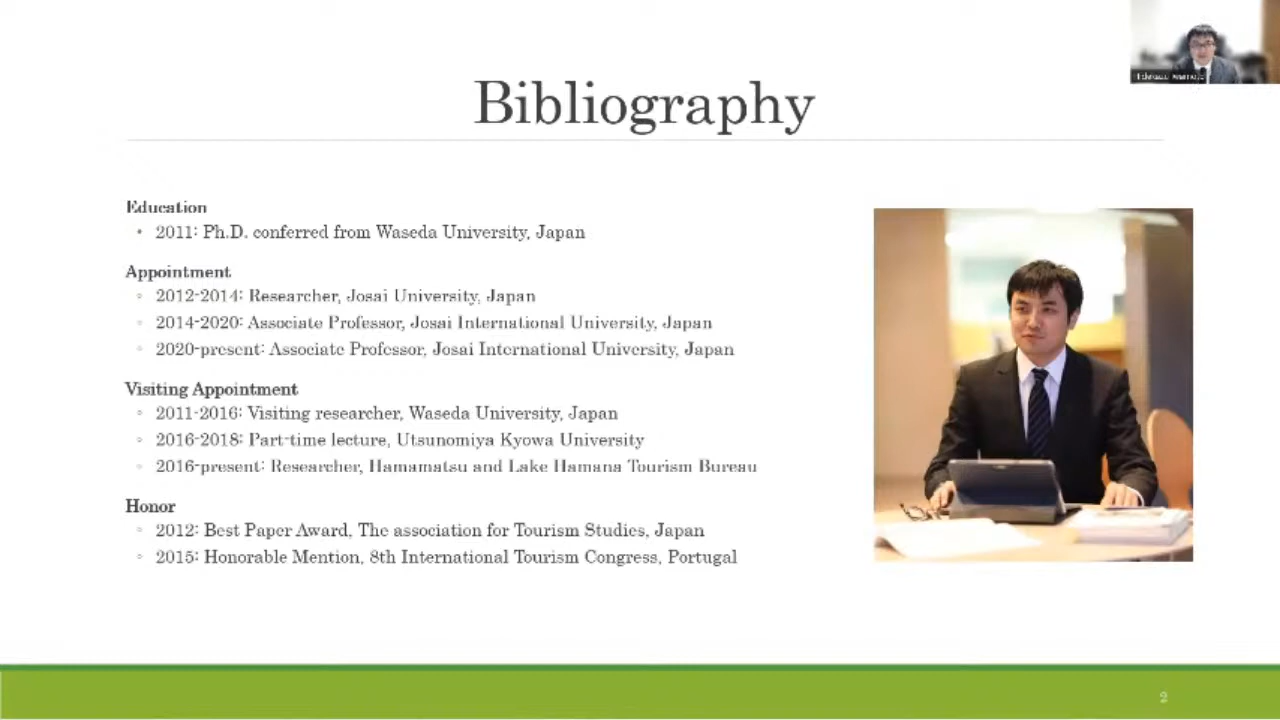 Bibliography
Education
2011: Ph.D. conferred from Waseda University, Japan
Appointment
2012-2014: Researcher, Josai University, Japan
2014-2020: Associate Professor, Josai International University, Japan
2020-present: Associate Professor, Josai International University, Japan
Visiting Appointment
2011-2016: Visiting researcher, Waseda University, Japan
2016-2018: Part-time lecture, Utsunomiya Kyowa University
2016-present: Researcher, Hamamatsu and Lake Hamana Tourism Bureau
Honor
2012: Best Paper Award, The association for Tourism Studies, Japan
2015: Honorable Mention, 8th International Tourism Congress, Portugal